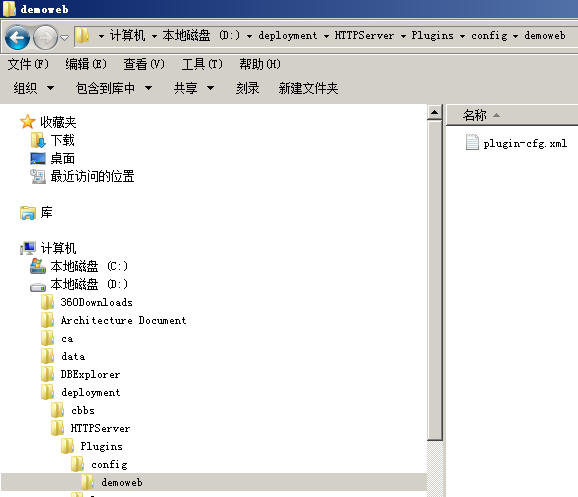 demoweb
计算机 本地磁盘 (D:) deployment HTTPServer Plugins config demoweb
文件(F) 编辑(E) 查看(V) 工具(T) 帮助(H)
组织 包含到库中 共享 刻录 新建文件夹
收藏夹
下载
桌面
最近访问的位置
库
计算机
本地磁盘 (C:)
本地磁盘 (D:)
360Downloads
Architecture Document
ca
data
DBExplorer
deployment
cbbs
HTTPServer
Plugins
config
demoweb
名称
plugin-cfg.xml